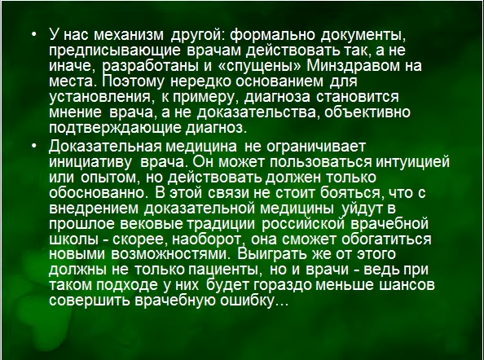 • У нас механизм другой: формально документы,
предписывающие врачам действовать так, а не
иначе, разработаны и «спущены» Минздравом на
места. Поэтому нередко основанием для
установления, к примеру, диагноза становится
мнение врача, а не доказательства, объективно
подтверждающие диагноз.
• Доказательная медицина не ограничивает
инициативу врача. Он может пользоваться интуицией
или опытом, но действовать должен только
обоснованно. В этой связи не стоит бояться, что с
внедрением доказательной медицины уйдут в
прошлое вековые традиции российской врачебной
школы - скорее, наоборот, она сможет обогатиться
новыми возможностями. Выиграть же от этого
должны не только пациенты, но и врачи - ведь при
таком подходе у них будет гораздо меньше шансов
совершить врачебную ошибку...